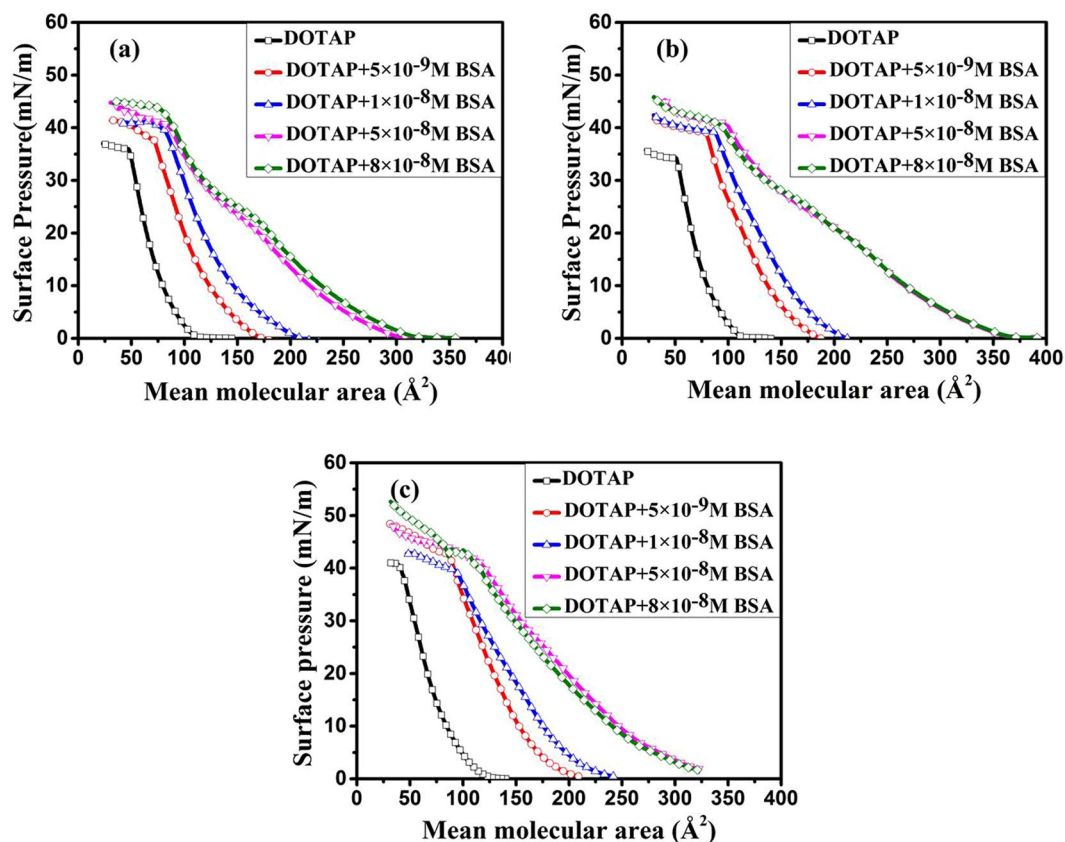 (a)
DOTAP
DOTAP+5×10⁻⁹M BSA
DOTAP+1×10⁻⁸M BSA
DOTAP+5×10⁻⁸M BSA
DOTAP+8×10⁻⁸M BSA
Surface Pressure(mN/m)
60
50
40
30
20
10
0
0 50 100 150 200 250 300 350 400
Mean molecular area (Å²)
(b)
DOTAP
DOTAP+5×10⁻⁹M BSA
DOTAP+1×10⁻⁸M BSA
DOTAP+5×10⁻⁸M BSA
DOTAP+8×10⁻⁸M BSA
Surface Pressure(mN/m)
60
50
40
30
20
10
0
0 50 100 150 200 250 300 350 400
Mean molecular area (Å²)
(c)
DOTAP
DOTAP+5×10⁻⁹M BSA
DOTAP+1×10⁻⁸M BSA
DOTAP+5×10⁻⁸M BSA
DOTAP+8×10⁻⁸M BSA
Surface pressure (mN/m)
60
50
40
30
20
10
0
0 50 100 150 200 250 300 350 400
Mean molecular area (Å²)